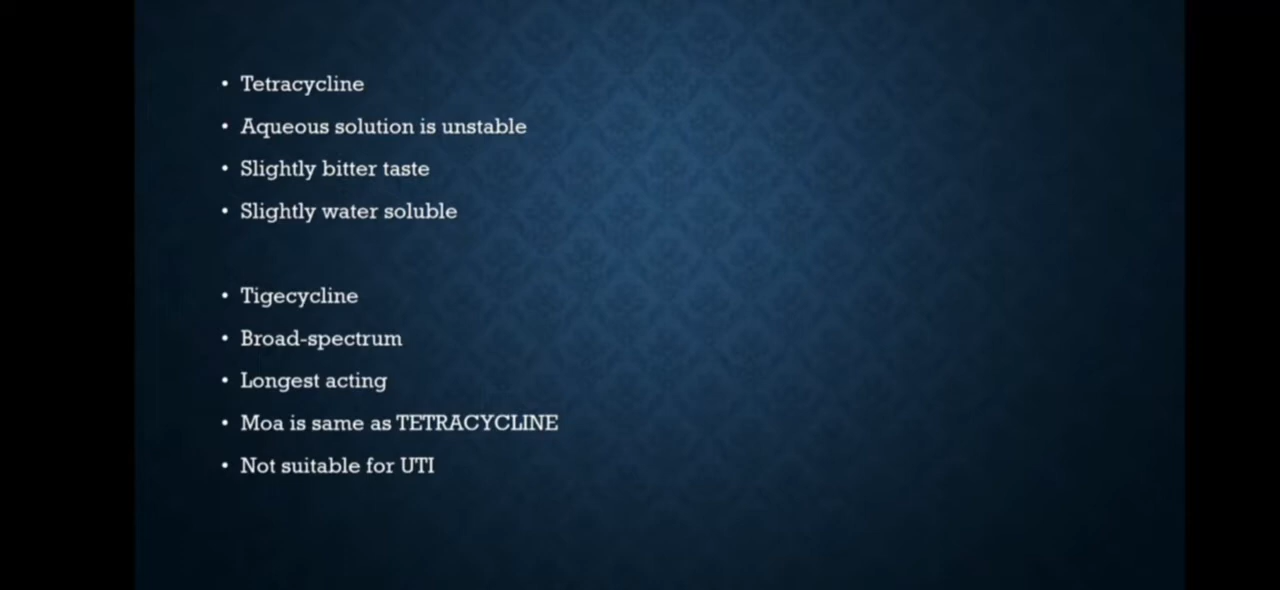 • Tetracycline
• Aqueous solution is unstable
• Slightly bitter taste
• Slightly water soluble
• Tigecycline
• Broad-spectrum
• Longest acting
• Moa is same as TETRACYCLINE
• Not suitable for UTI